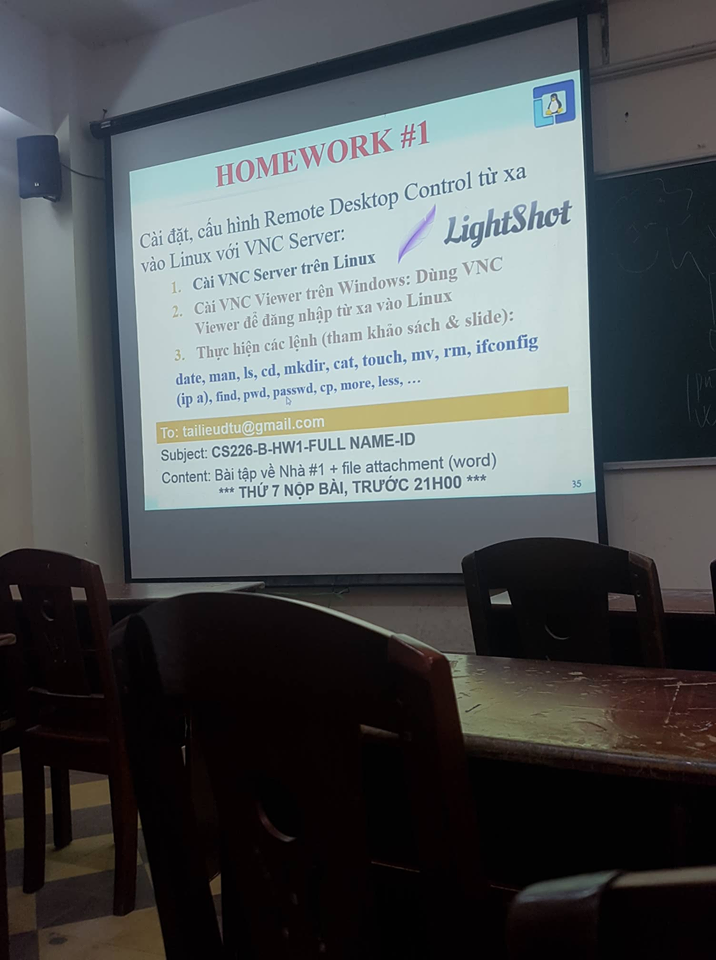 HOMEWORK #1
Cài đặt, cấu hình Remote Desktop Control từ xa
vào Linux với VNC Server:
LightShot
1. Cài VNC Server trên Linux
2. Cài VNC Viewer trên Windows: Dùng VNC
Viewer để đăng nhập từ xa vào Linux
3. Thực hiện các lệnh (tham khảo sách & slide):
date, man, ls, cd, mkdir, cat, touch, mv, rm, ifconfig
(ip a), find, pwd, passwd, cp, more, less, …
To: tailieudtu@gmail.com
Subject: CS226-B-HW1-FULL NAME-ID
Content: Bài tập về Nhà #1 + file attachment (word)
*** THỨ 7 NỘP BÀI, TRƯỚC 21H00 ***
35